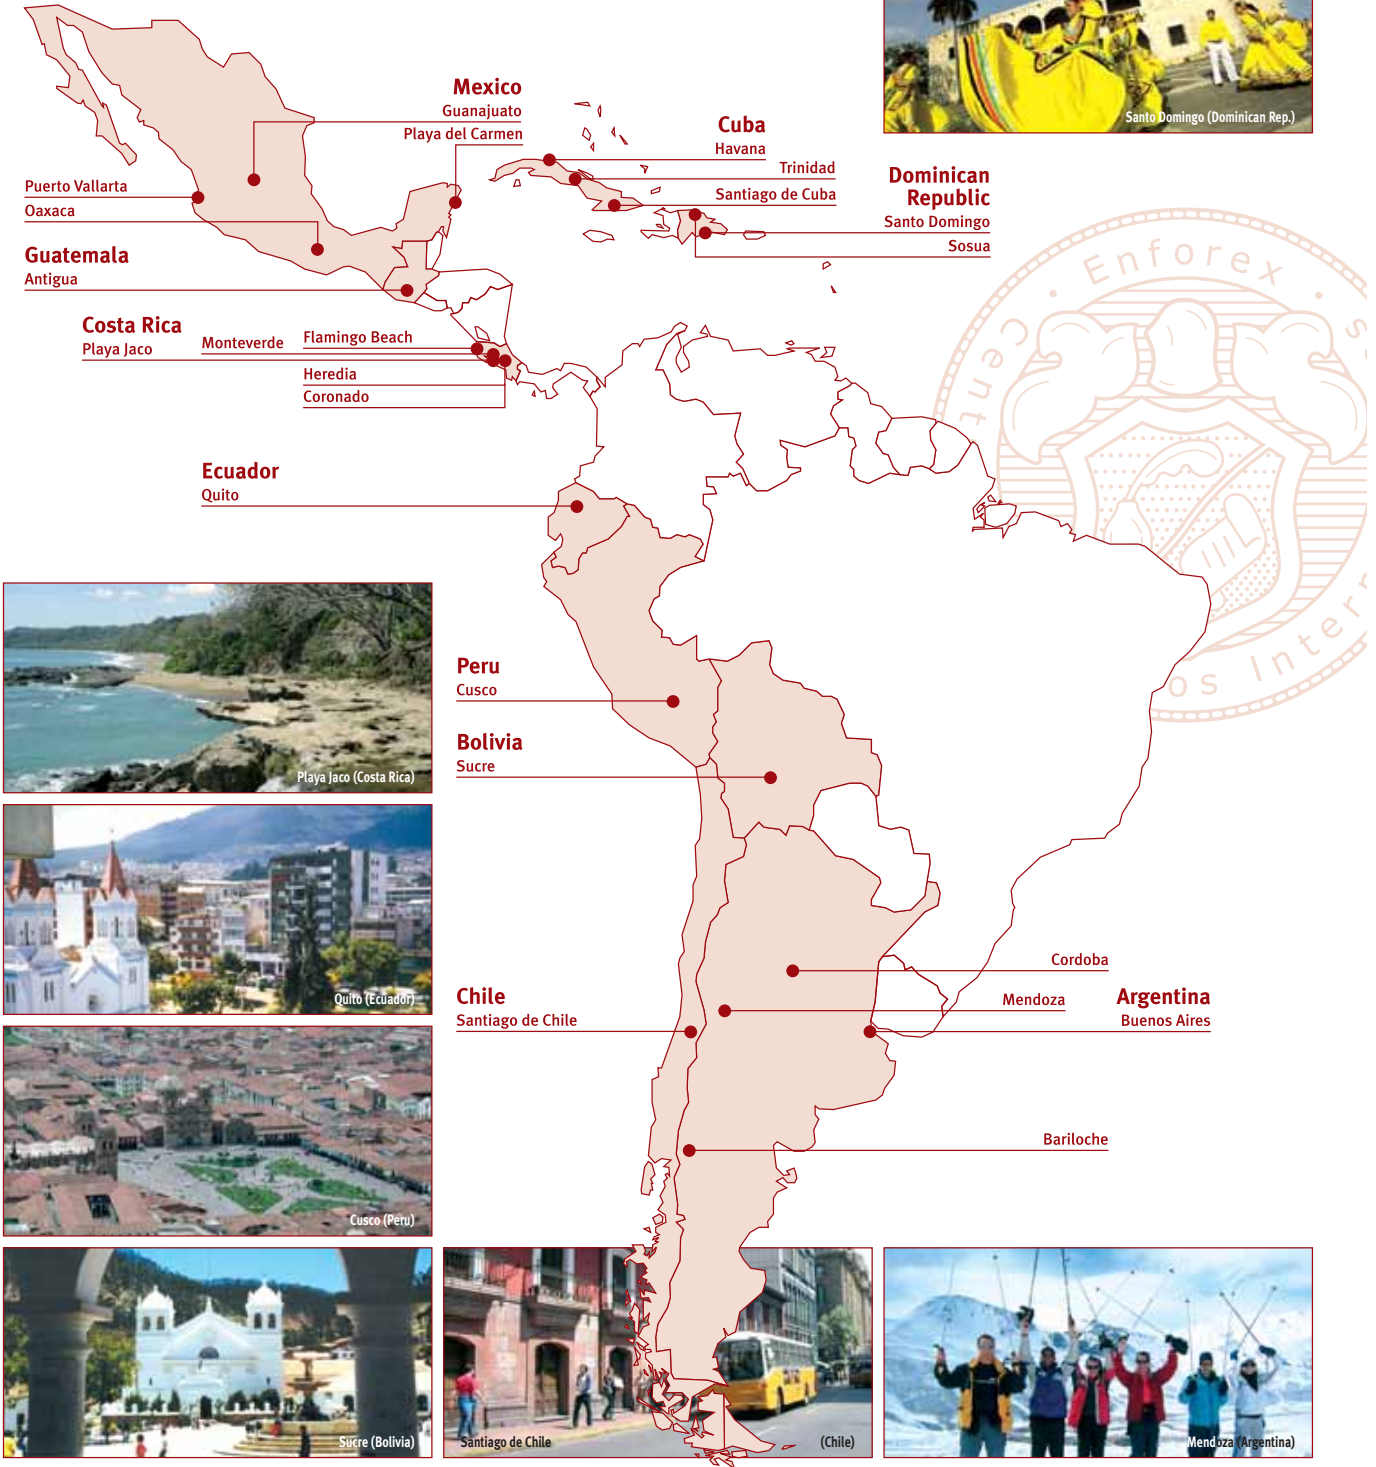 Santo Domingo (Dominican Rep.)
Mexico
Guanajuato
Playa del Carmen
Puerto Vallarta
Oaxaca
Cuba
Havana
Trinidad
Santiago de Cuba
Dominican
Republic
Santo Domingo
Sosua
Guatemala
Antigua
Costa Rica
Playa Jaco
Monteverde
Flamingo Beach
Heredia
Coronado
Enforex
Ecuador
Quito
Peru
Cusco
Bolivia
Sucre
Playa Jaco (Costa Rica)
Quito (Ecuador)
Chile
Santiago de Chile
Cordoba
Mendoza
Argentina
Buenos Aires
Bariloche
Cusco (Peru)
Sucre (Bolivia)
Santiago de Chile (Chile)
Mendoza (Argentina)